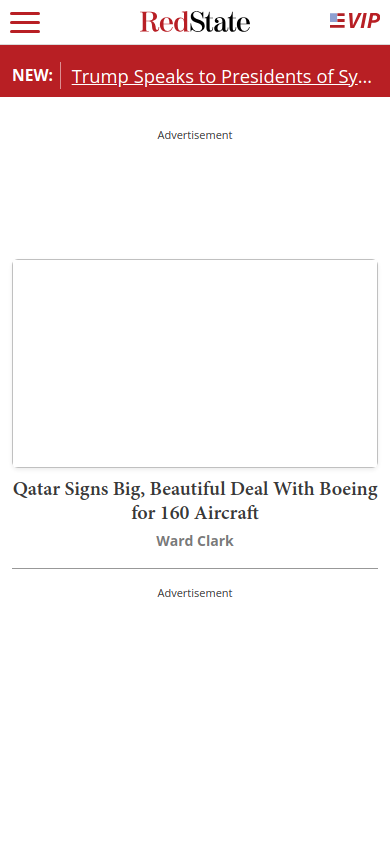 RedState
VIP
NEW: Trump Speaks to Presidents of Sy...
Advertisement
Qatar Signs Big, Beautiful Deal With Boeing
for 160 Aircraft
Ward Clark
Advertisement